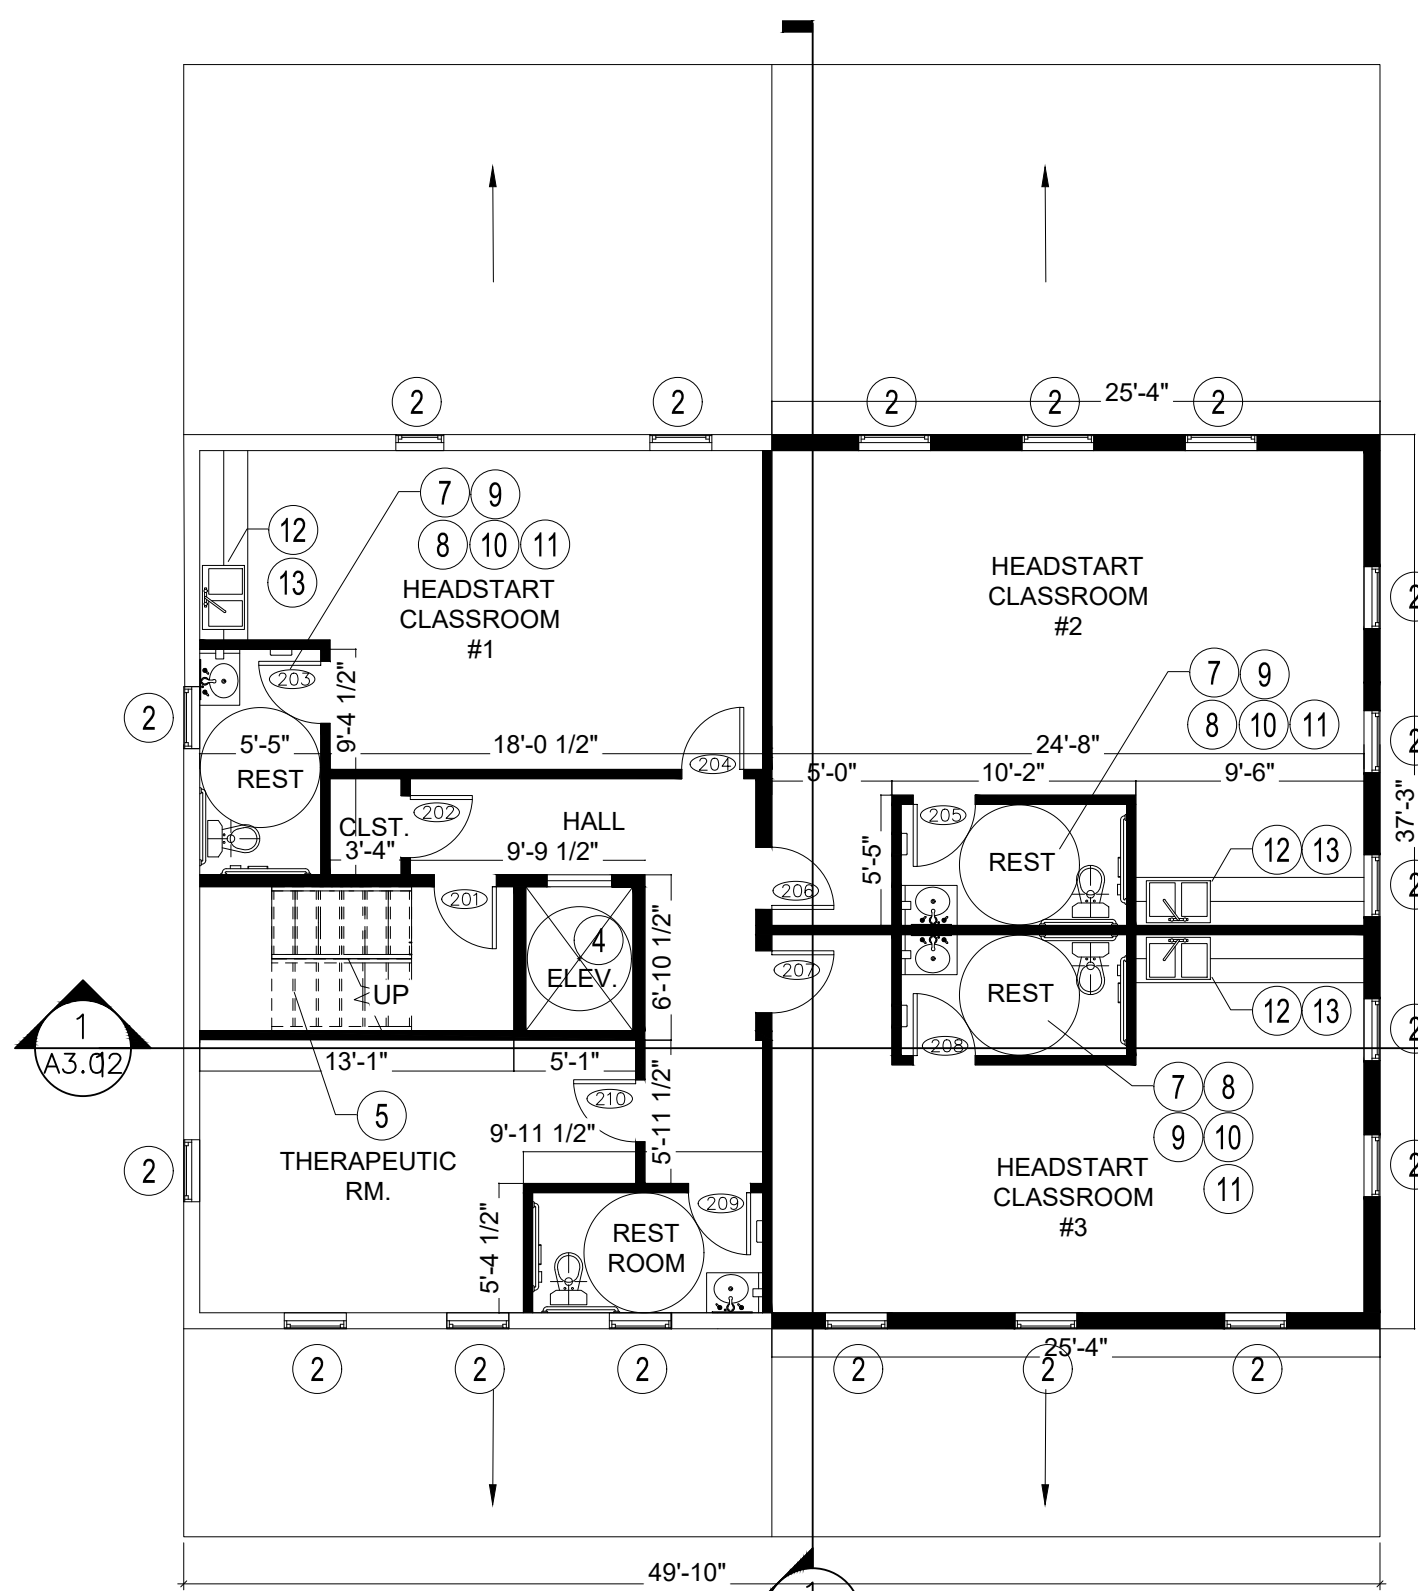 2 2 2 2 25'-4" 2
7 9
12 8 10 11
13 HEADSTART
CLASSROOM
#1
HEADSTART
CLASSROOM
#2
2
203
9'-4 1/2"
7 9
8 10 11
2
2
5'-5" 18'-0 1/2" 24'-8"
REST 204 5'-0" 10'-2" 9'-6"
37'-3"
CLST. 202 HALL 205
3'-4" 9'-9 1/2" 5'-5" REST 12 13
201 206 2
4
ELEV. 6'-10 1/2" 207
UP REST 12 13
2
1
A3.02
208
13'-1" 5'-1"
5 210 5'-11 1/2" 7 8
9'-11 1/2" 9 10
2 THERAPEUTIC
RM.
HEADSTART
CLASSROOM
#3
11
2
209
5'-4 1/2" REST
ROOM
25'-4"
2 2 2 2 2 2
49'-10"
1